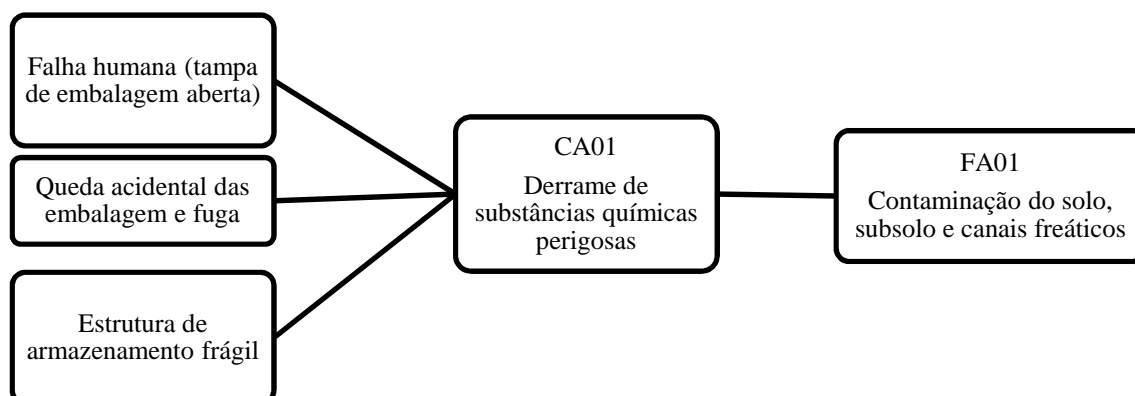 Falha humana (tampa
de embalagem aberta)
Queda acidental das
embalagem e fuga
Estrutura de
armazenamento frágil
CA01
Derrame de
substâncias químicas
perigosas
FA01
Contaminação do solo,
subsolo e canais freáticos